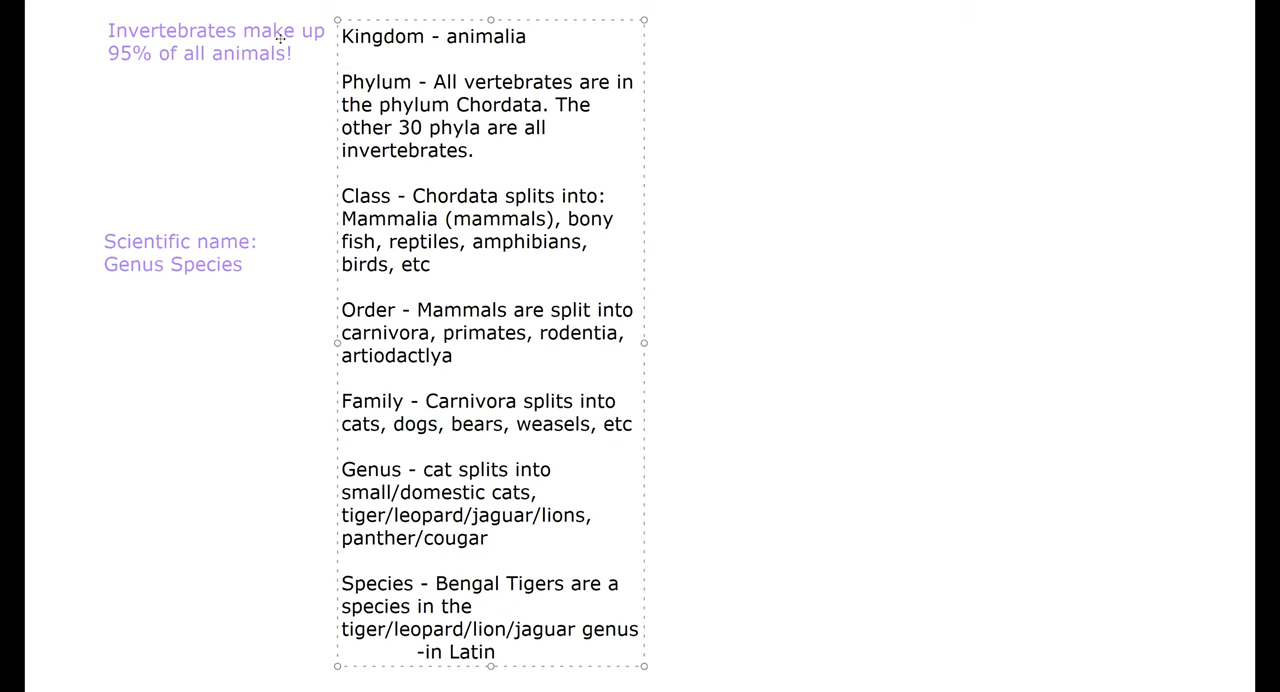 Invertebrates make up
95% of all animals!
Scientific name:
Genus Species
Kingdom - animalia
Phylum - All vertebrates are in
the phylum Chordata. The
other 30 phyla are all
invertebrates.
Class - Chordata splits into:
Mammalia (mammals), bony
fish, reptiles, amphibians,
birds, etc
Order - Mammals are split into
carnivora, primates, rodentia,
artiodactlya
Family - Carnivora splits into
cats, dogs, bears, weasels, etc
Genus - cat splits into
small/domestic cats,
tiger/leopard/jaguar/lions,
panther/cougar
Species - Bengal Tigers are a
species in the
tiger/leopard/lion/jaguar genus
-in Latin